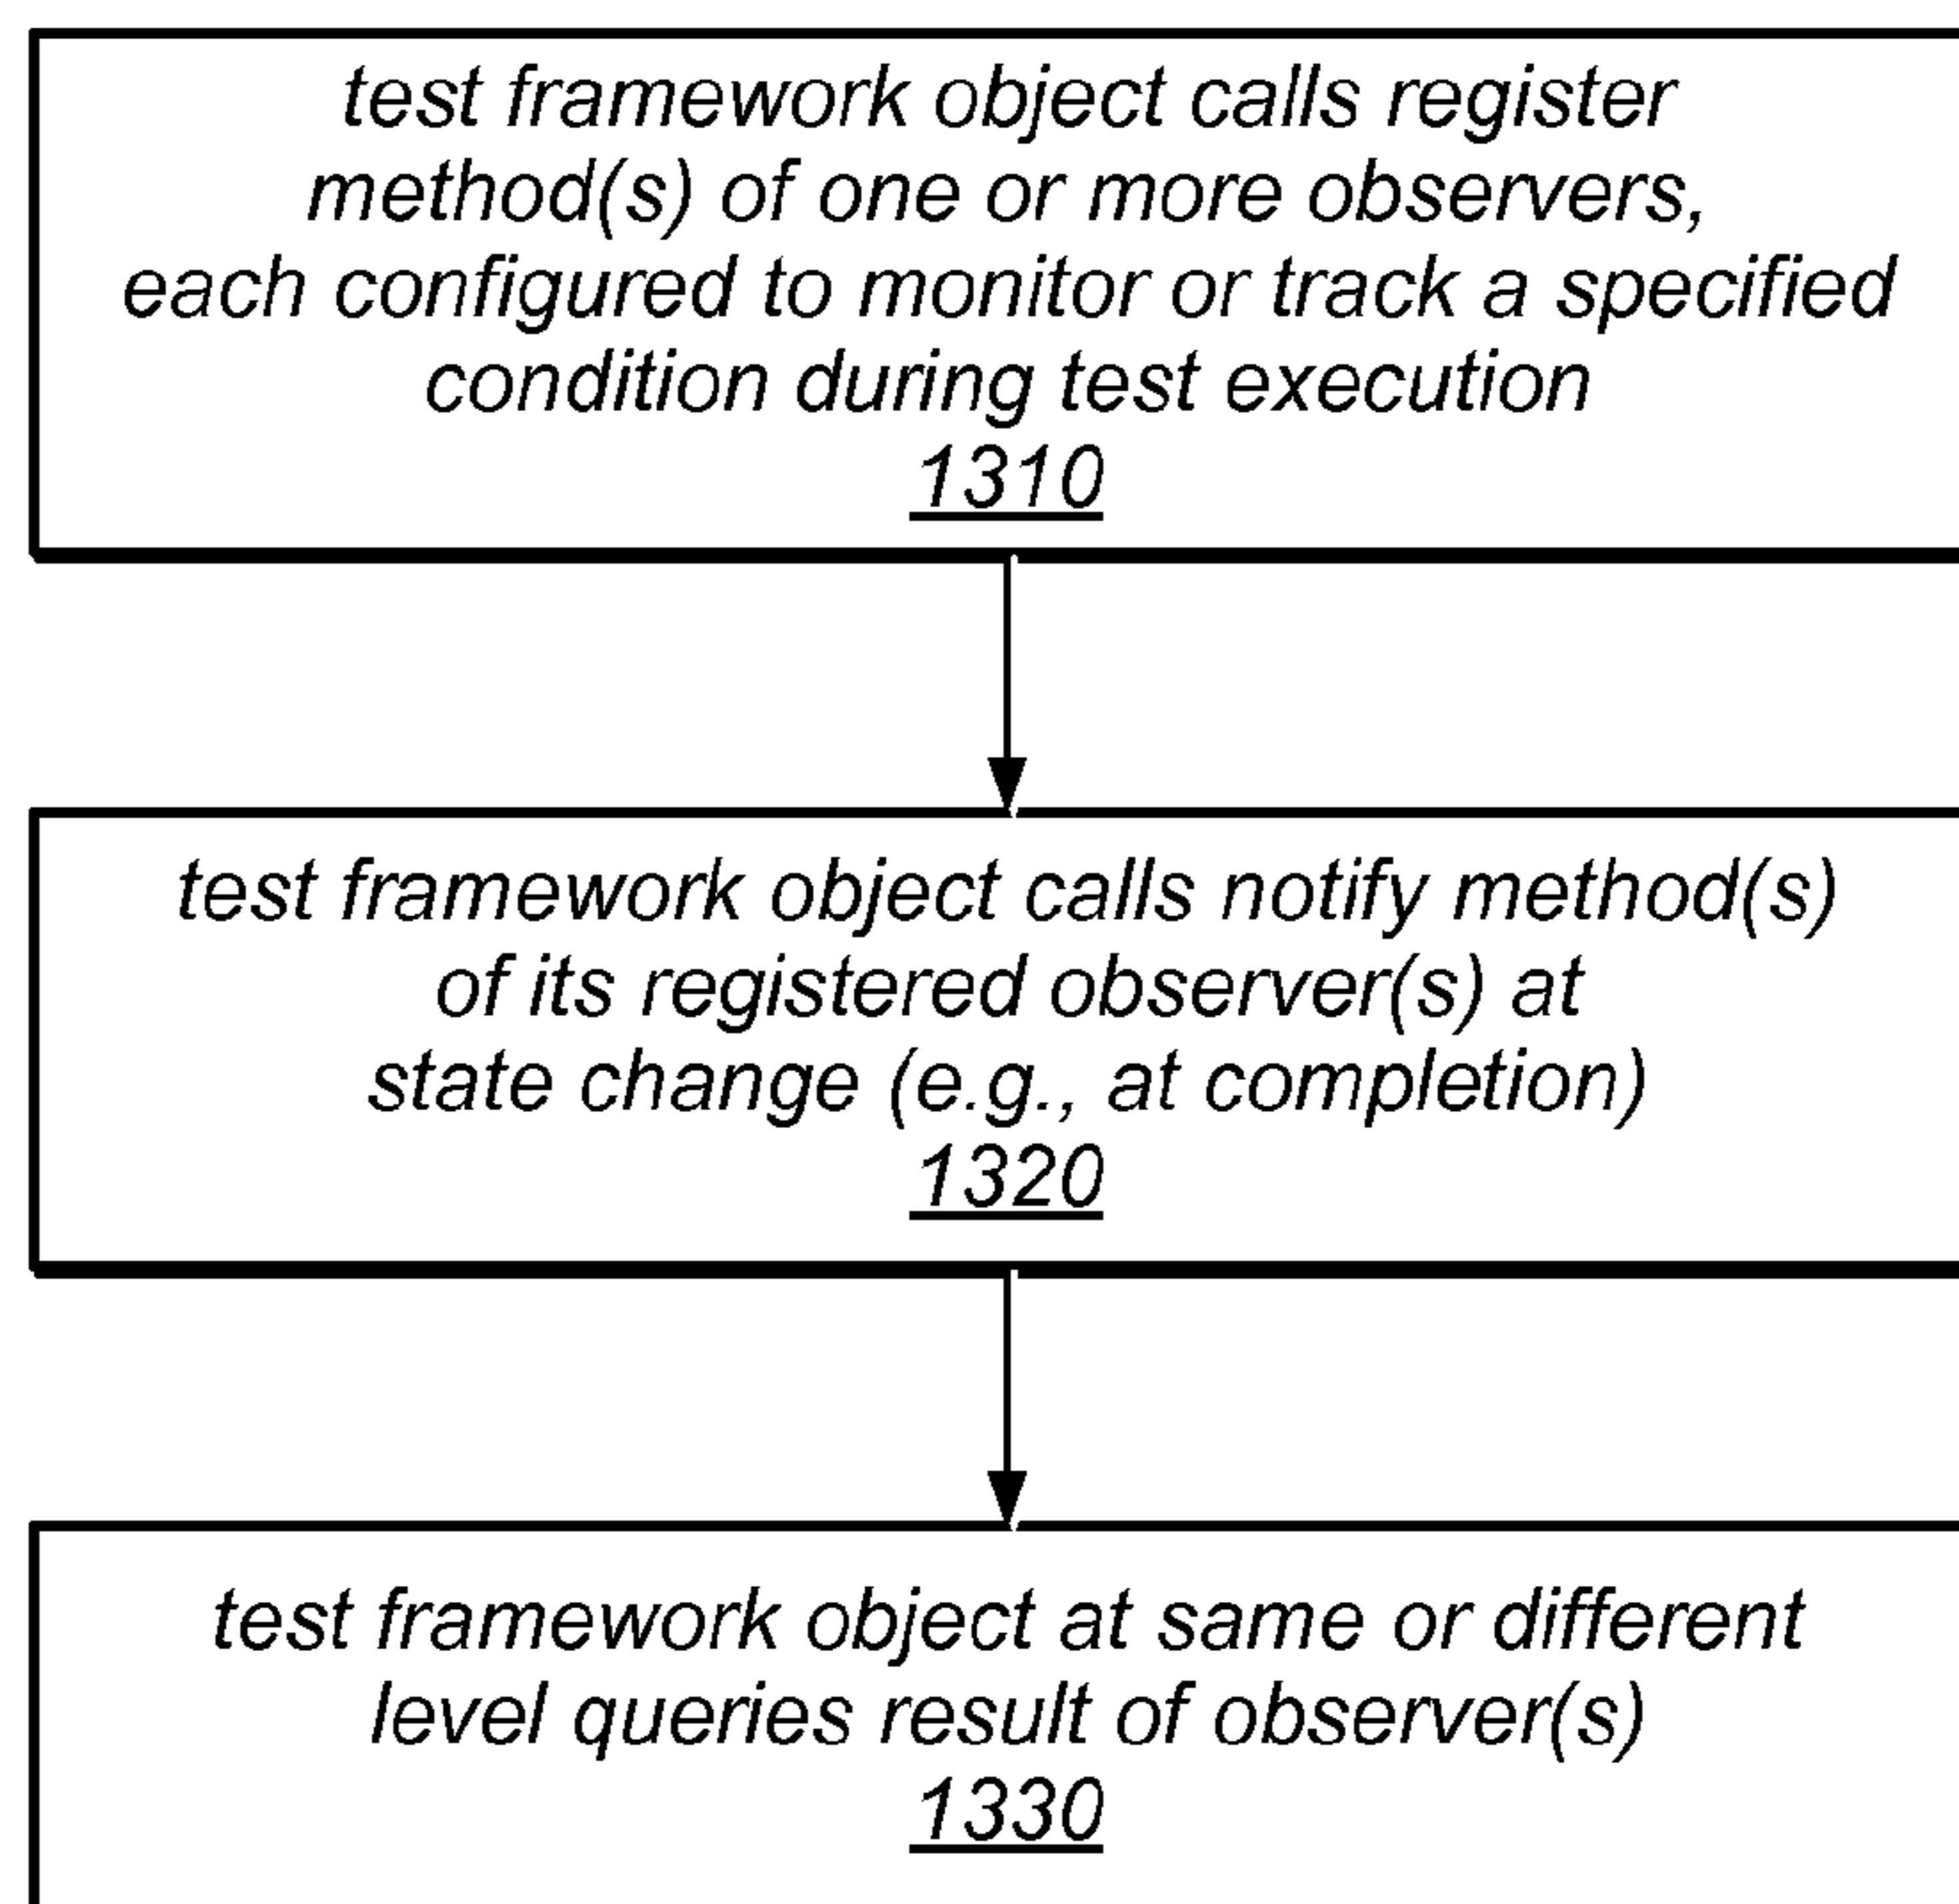 test framework object calls register
method(s) of one or more observers,
each configured to monitor or track a specified
condition during test execution
1310
test framework object calls notify method(s)
of its registered observer(s) at
state change (e.g., at completion)
1320
test framework object at same or different
level queries result of observer(s)
1330